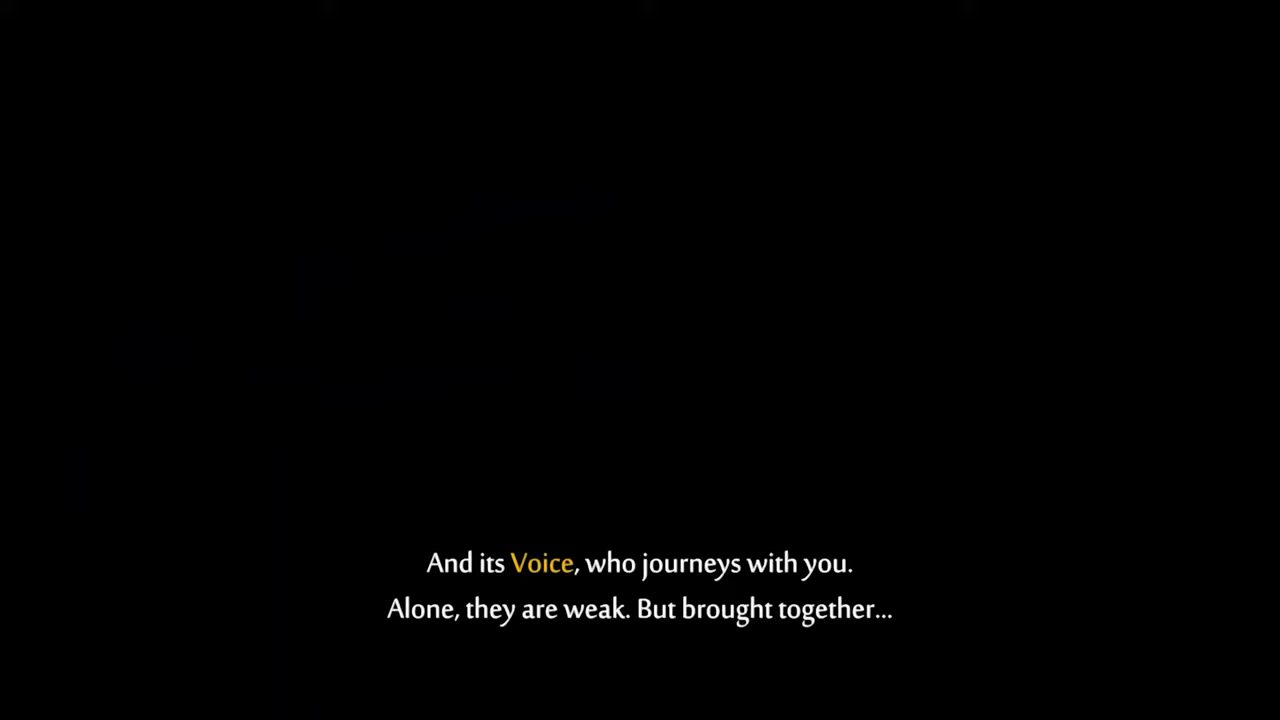 And its Voice, who journeys with you.
Alone, they are weak. But brought together...